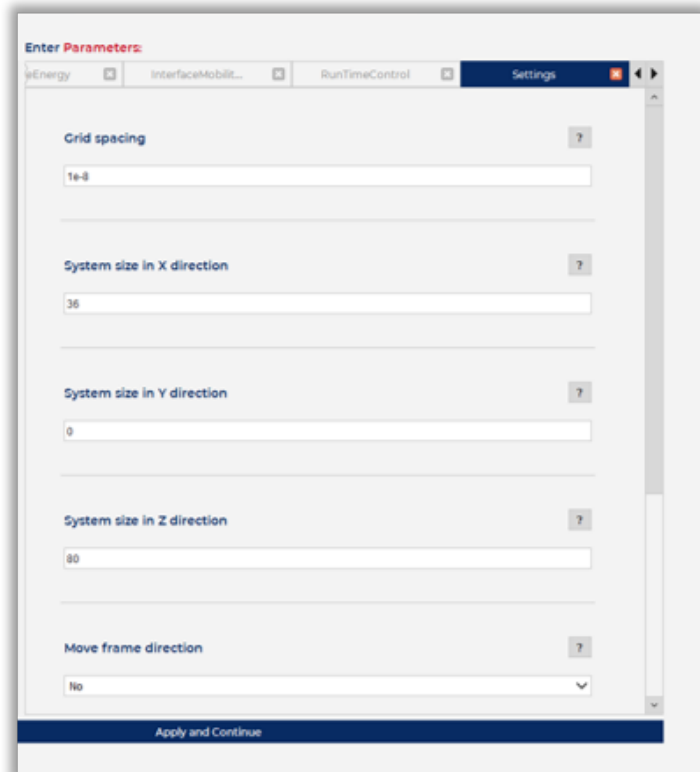 Enter Parameters:
eEnergy InterfaceMobilit... RunTimeControl Settings
Grid spacing ?
1e-8
System size in X direction ?
36
System size in Y direction ?
0
System size in Z direction ?
80
Move frame direction ?
No
Apply and Continue